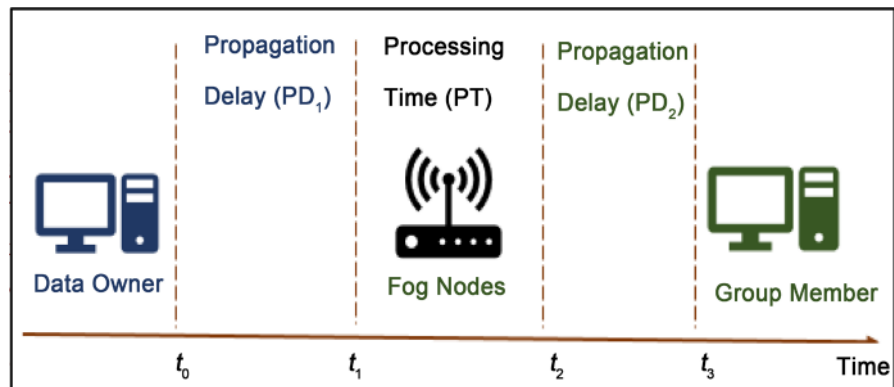 Propagation
Delay (PD₁)
Processing
Time (PT)
Propagation
Delay (PD₂)
Data Owner
Fog Nodes
Group Member
t₀
t₁
t₂
t₃
Time